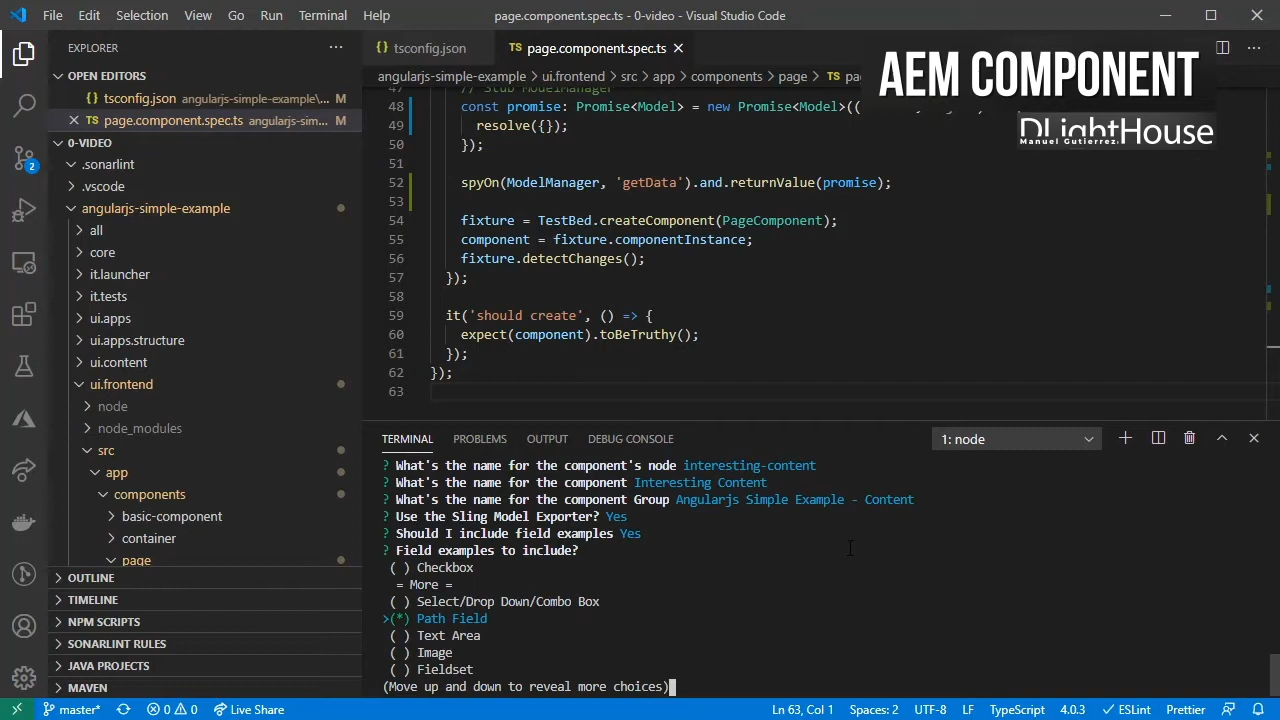 File Edit Selection View Go Run Terminal Help
page.component.spec.ts - 0-video - Visual Studio Code
EXPLORER
OPEN EDITORS
{} tsconfig.json angularjs-simple-example\... M
TS page.component.spec.ts angularjs-sim... M
0-VIDEO
.sonarlint
.vscode
angularjs-simple-example
all
core
it.launcher
it.tests
ui.apps
ui.apps.structure
ui.content
ui.frontend
node
node_modules
src
app
components
basic-component
container
page
OUTLINE
TIMELINE
NPM SCRIPTS
SONARLINT RULES
JAVA PROJECTS
MAVEN
2
{} tsconfig.json
TS page.component.spec.ts
AEM COMPONENT
DLightHouse
Manuel Gutierrez
angularjs-simple-example > ui.frontend > src > app > components > page > TS pa
47 // Stub ModelManager
48 const promise: Promise<Model> = new Promise<Model>((
49 resolve({});
50 });
51
52 spyOn(ModelManager, 'getData').and.returnValue(promise);
53
54 fixture = TestBed.createComponent(PageComponent);
55 component = fixture.componentInstance;
56 fixture.detectChanges();
57 });
58
59 it('should create', () => {
60 expect(component).toBeTruthy();
61 });
62 });
63
TERMINAL PROBLEMS OUTPUT DEBUG CONSOLE
1: node
? What's the name for the component's node interesting-content
? What's the name for the component Interesting Content
? What's the name for the component Group Angularjs Simple Example - Content
? Use the Sling Model Exporter? Yes
? Should I include field examples Yes
? Field examples to include?
( ) Checkbox
= More =
( ) Select/Drop Down/Combo Box
>(*) Path Field
( ) Text Area
( ) Image
( ) Fieldset
(Move up and down to reveal more choices)
master* 0 0 Live Share
Ln 63, Col 1 Spaces: 2 UTF-8 LF TypeScript 4.0.3 ESLint Prettier